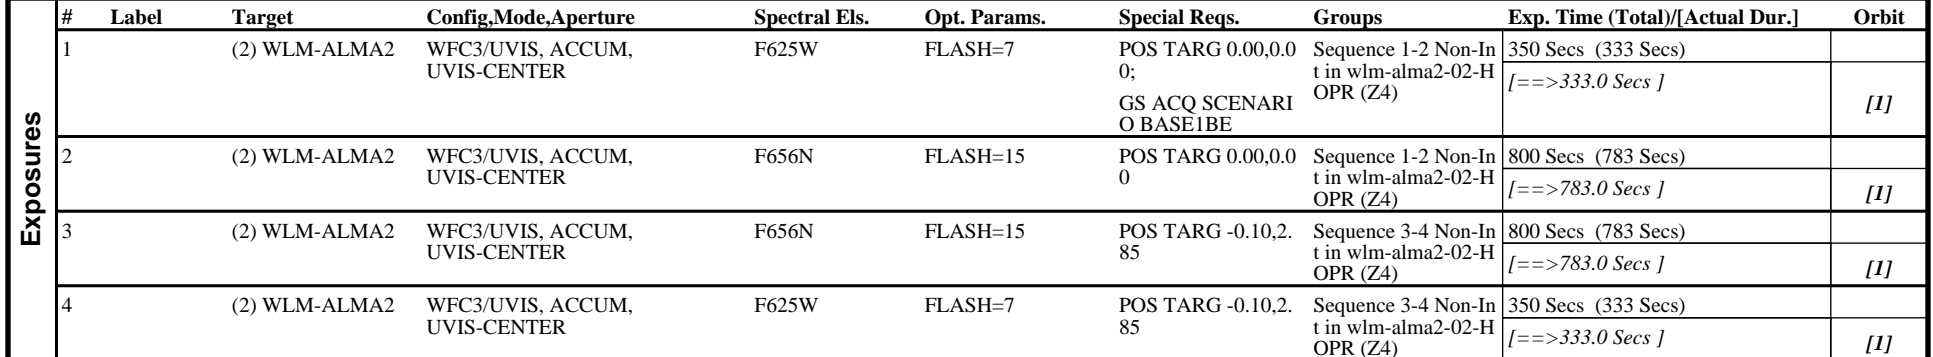 Exposures
# Label Target Config,Mode,Aperture Spectral Els. Opt. Params. Special Reqs. Groups Exp. Time (Total)/[Actual Dur.] Orbit
1 (2) WLM-ALMA2 WFC3/UVIS, ACCUM, F625W FLASH=7 POS TARG 0.00,0.0 Sequence 1-2 Non-In 350 Secs (333 Secs)
UVIS-CENTER 0; t in wlm-alma2-02-H [==>333.0 Secs ]
GS ACQ SCENARI OPR (Z4) [1]
O BASE1BE
2 (2) WLM-ALMA2 WFC3/UVIS, ACCUM, F656N FLASH=15 POS TARG 0.00,0.0 Sequence 1-2 Non-In 800 Secs (783 Secs)
UVIS-CENTER 0 t in wlm-alma2-02-H [==>783.0 Secs ]
OPR (Z4) [1]
3 (2) WLM-ALMA2 WFC3/UVIS, ACCUM, F656N FLASH=15 POS TARG -0.10,2. Sequence 3-4 Non-In 800 Secs (783 Secs)
UVIS-CENTER 85 t in wlm-alma2-02-H [==>783.0 Secs ]
OPR (Z4) [1]
4 (2) WLM-ALMA2 WFC3/UVIS, ACCUM, F625W FLASH=7 POS TARG -0.10,2. Sequence 3-4 Non-In 350 Secs (333 Secs)
UVIS-CENTER 85 t in wlm-alma2-02-H [==>333.0 Secs ]
OPR (Z4) [1]